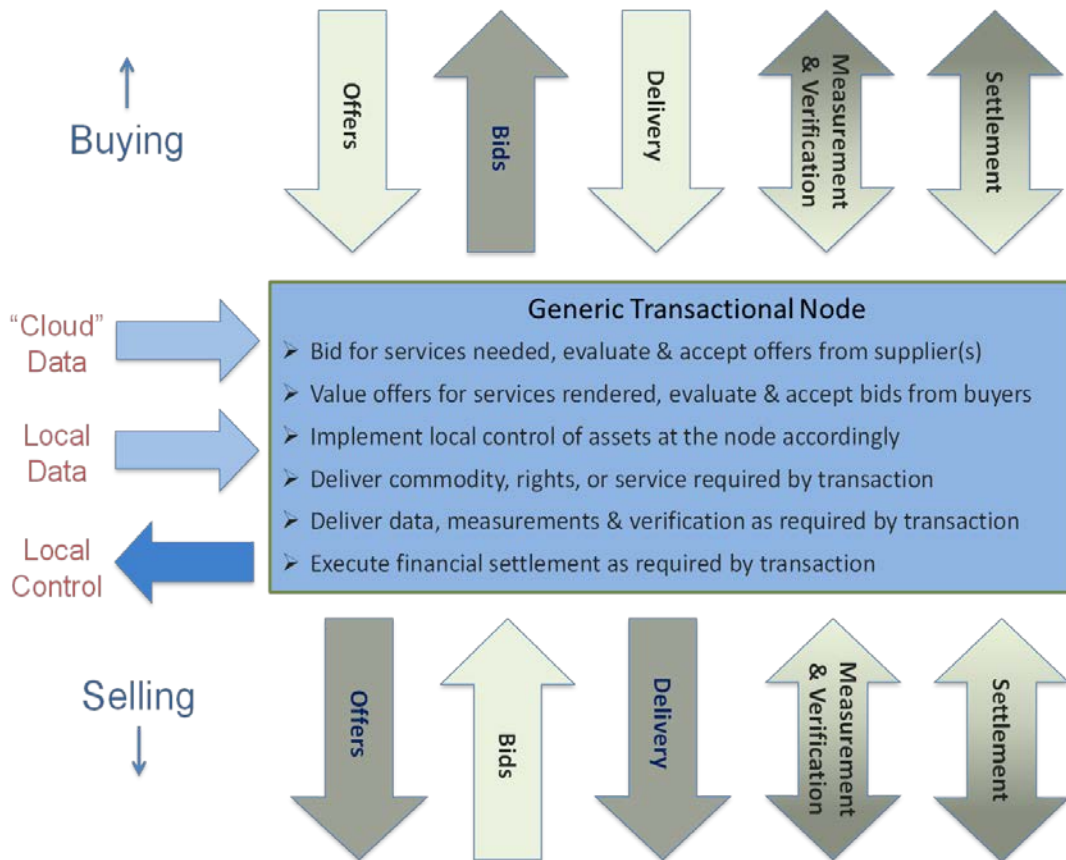 Buying
Offers
Bids
Delivery
Measurement
& Verification
Settlement
“Cloud”
Data
Local
Data
Local
Control
Generic Transactional Node
➢ Bid for services needed, evaluate & accept offers from supplier(s)
➢ Value offers for services rendered, evaluate & accept bids from buyers
➢ Implement local control of assets at the node accordingly
➢ Deliver commodity, rights, or service required by transaction
➢ Deliver data, measurements & verification as required by transaction
➢ Execute financial settlement as required by transaction
Selling
Offers
Bids
Delivery
Measurement
& Verification
Settlement